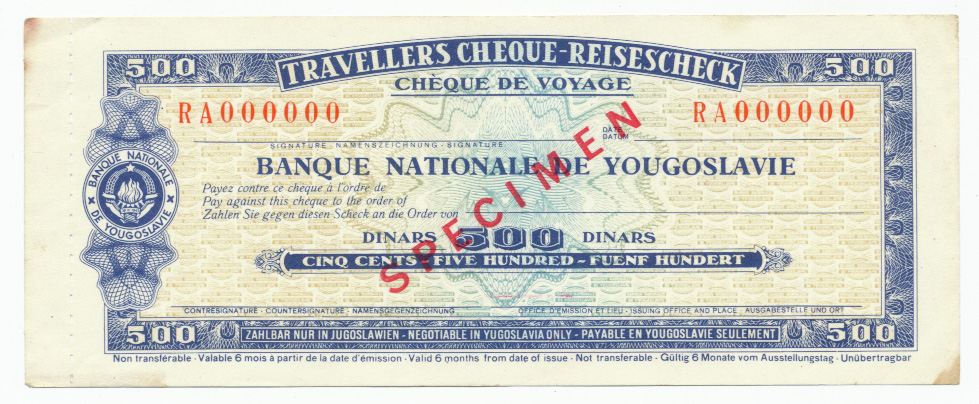 TRAVELLERS CHEQUE-REISESCHECK
500 500
CHÈQUE DE VOYAGE
RA000000 RA000000
DATE
DATUM
SIGNATURE · NAMENSZEICHNUNG · SIGNATURE
BANQUE NATIONALE DE YOUGOSLAVIE
BANQUE NATIONALE
DE YOUGOSLAVIE
Payez contre ce chèque à l'ordre de
Pay against this cheque to the order of
Zahlen Sie gegen diesen Scheck an die Order von
DINARS 500 DINARS
CINQ CENTS - FIVE HUNDRED - FUENF HUNDERT
SPECIMEN
CONTRESIGNATURE · COUNTERSIGNATURE · NAMENSGEGENZEICHNUNG OFFICE D'ÉMISSION ET LIEU · ISSUING OFFICE AND PLACE · AUSGABESTELLE UND ORT
500 ZAHLBAR NUR IN JUGOSLAWIEN - NEGOTIABLE IN YUGOSLAVIA ONLY - PAYABLE EN YOUGOSLAVIE SEULEMENT 500
Non transférable · Valable 6 mois à partir de la date d'émission · Valid 6 months from date of issue · Not transferable · Gültig 6 Monate vom Ausstellungstag · Unübertragbar